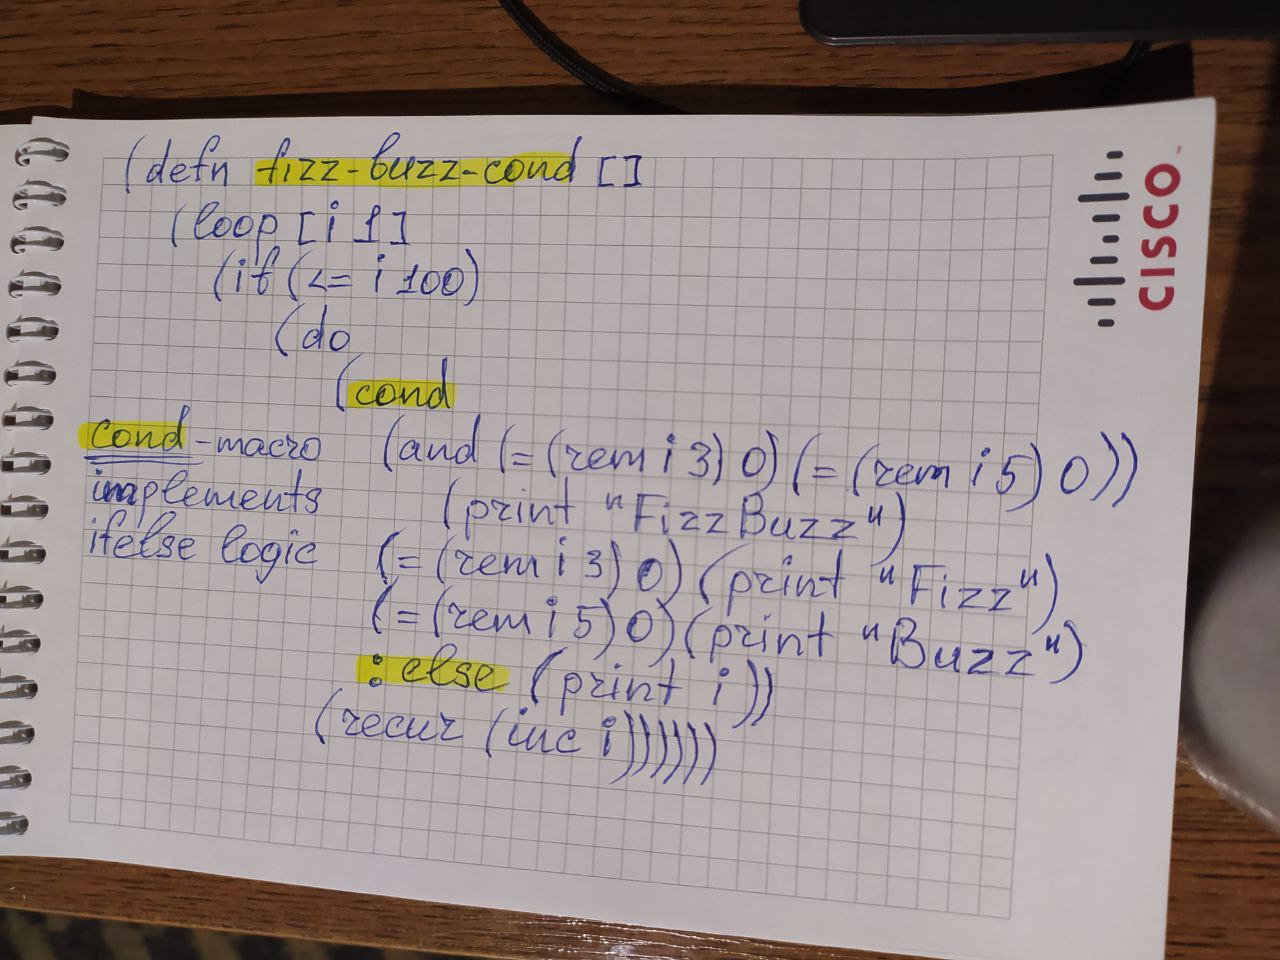 (defn fizz-buzz-cond []
(loop [i 1]
(if (<= i 100)
(do
(cond
cond - macro
implements
ifelse logic
(and (= (rem i 3) 0) (= (rem i 5) 0))
(print "FizzBuzz")
(= (rem i 3) 0) (print "Fizz")
(= (rem i 5) 0) (print "Buzz")
:else (print i))
(recur (inc i))))))
CISCO